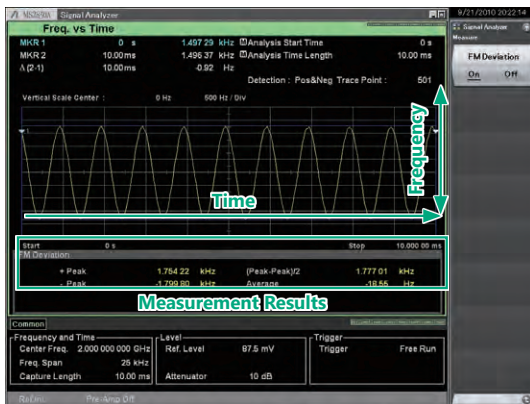 MS269xA Signal Analyzer
9/21/2010 20:22:14
Freq. vs Time
Signal Analyzer
Measure
MKR 1 0 s 1.497 29 kHz Analysis Start Time 0 s
MKR 2 10.00 ms 1.496 37 kHz Analysis Time Length 10.00 ms
Δ (2-1) 10.00 ms -0.92 Hz
FM Deviation
On Off
Detection : Pos&Neg Trace Point : 501
Vertical Scale Center : 0 Hz 500 Hz / Div
Frequency
Time
Start 0 s Stop 10.000 00 ms
FM Deviation
+ Peak 1.754 22 kHz (Peak-Peak)/2 1.777 01 kHz
- Peak -1.799 80 kHz Average -18.55 Hz
Measurement Results
Common
Frequency and Time
Level
Trigger
Center Freq. 2.000 000 000 GHz Ref. Level 87.5 mV Trigger Free Run
Freq. Span 25 kHz
Capture Length 10.00 ms Attenuator 10 dB
Pre-Amp Off